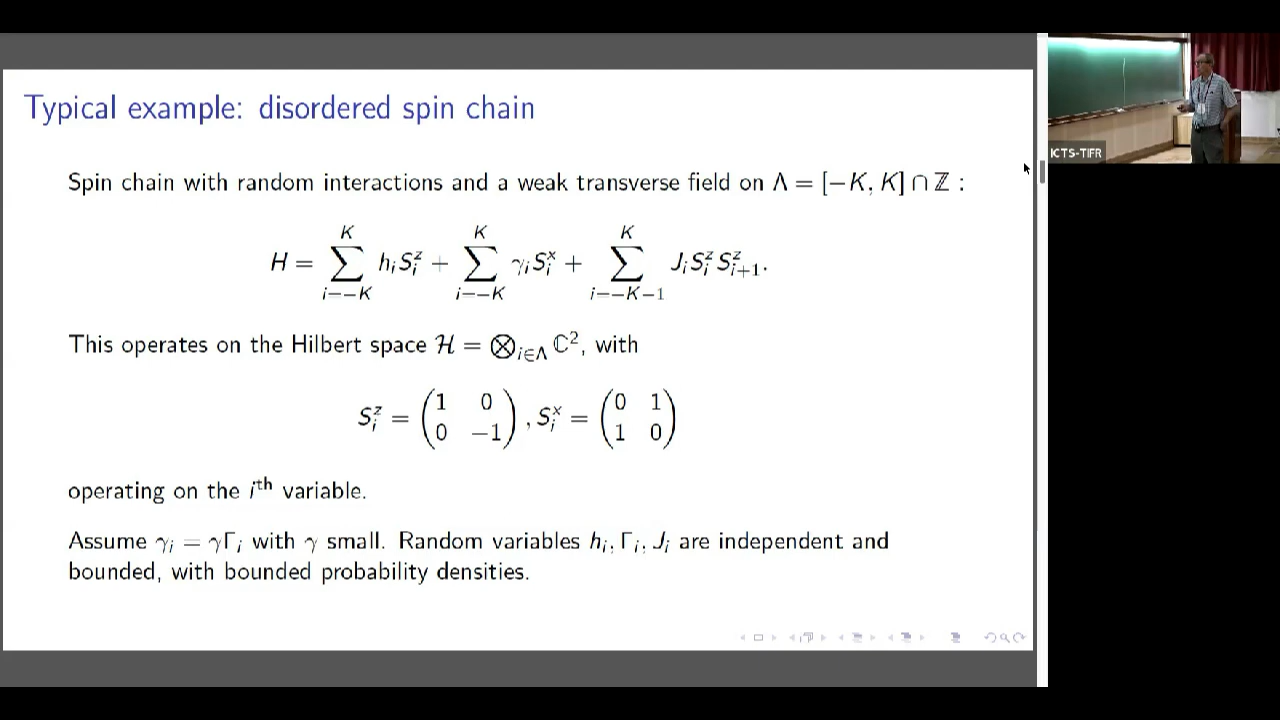 Typical example: disordered spin chain
Spin chain with random interactions and a weak transverse field on Λ = [−K, K] ∩ ℤ :
H = ∑_{i=−K}^{K} h_i S_i^z + ∑_{i=−K}^{K} γ_i S_i^x + ∑_{i=−K−1}^{K} J_i S_i^z S_{i+1}^z.
This operates on the Hilbert space ℋ = ⨂_{i∈Λ} ℂ², with
S_i^z = (1 0; 0 −1), S_i^x = (0 1; 1 0)
operating on the i^th variable.
Assume γ_i = γΓ_i with γ small. Random variables h_i, Γ_i, J_i are independent and
bounded, with bounded probability densities.
ICTS-TIFR